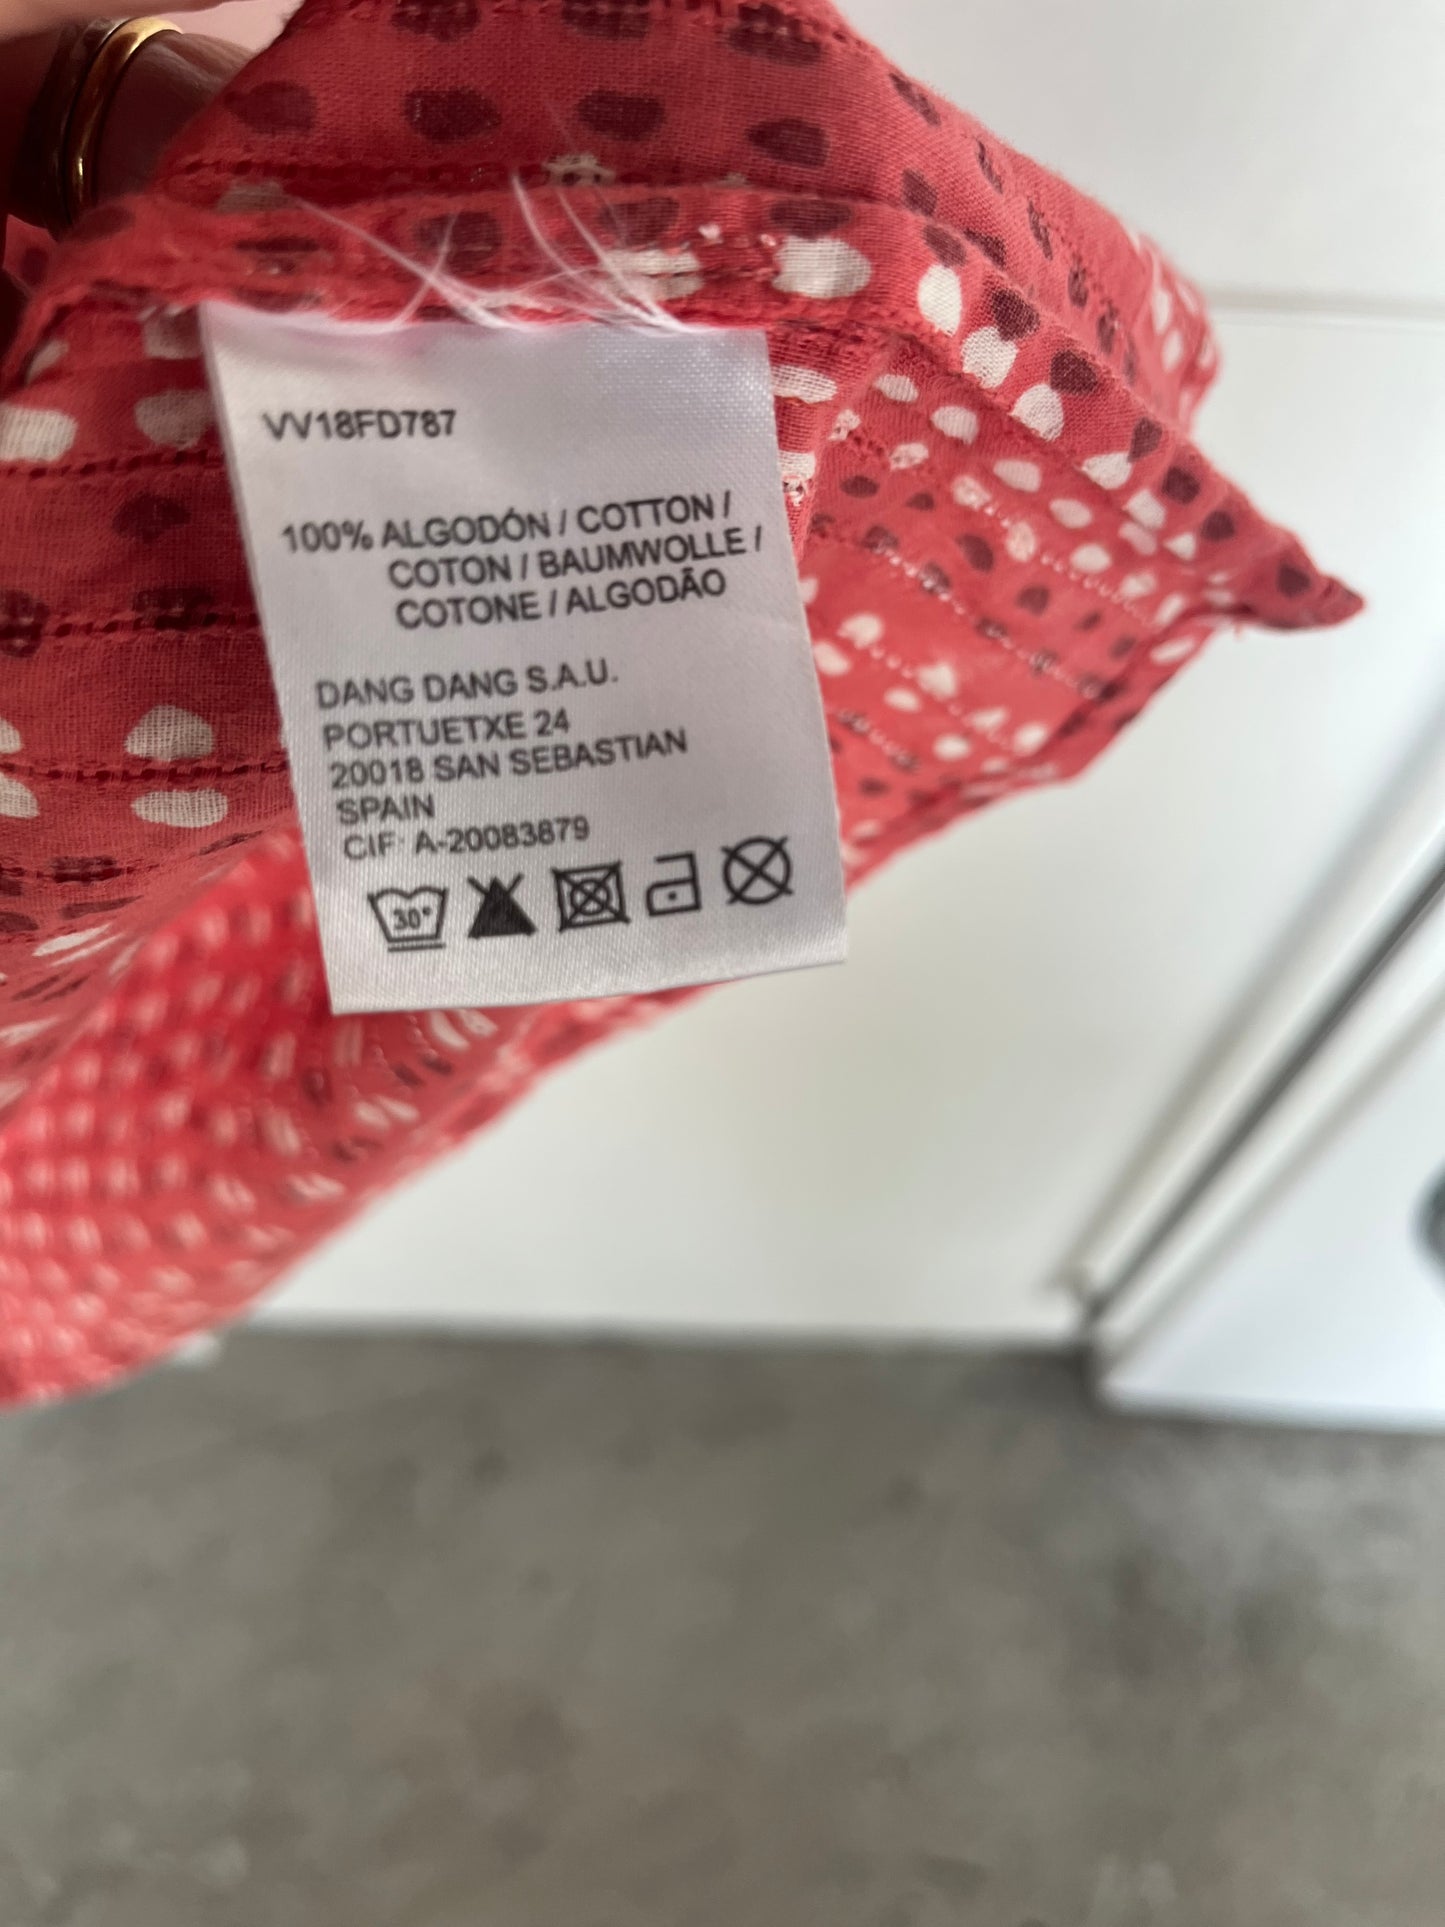 VV18FD787
100% ALGODÓN / COTTON /
COTON / BAUMWOLLE /
COTONE / ALGODÃO
DANG DANG S.A.U.
PORTUETXE 24
20018 SAN SEBASTIAN
SPAIN
CIF: A-20083879
30°